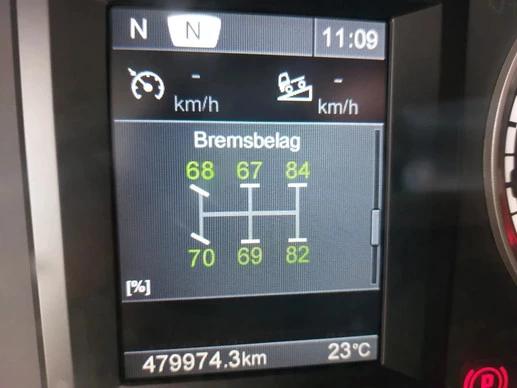 N N 11:09
- -
km/h km/h
Bremsbelag
68 67 84
70 69 82
[%]
479974.3km 23°C